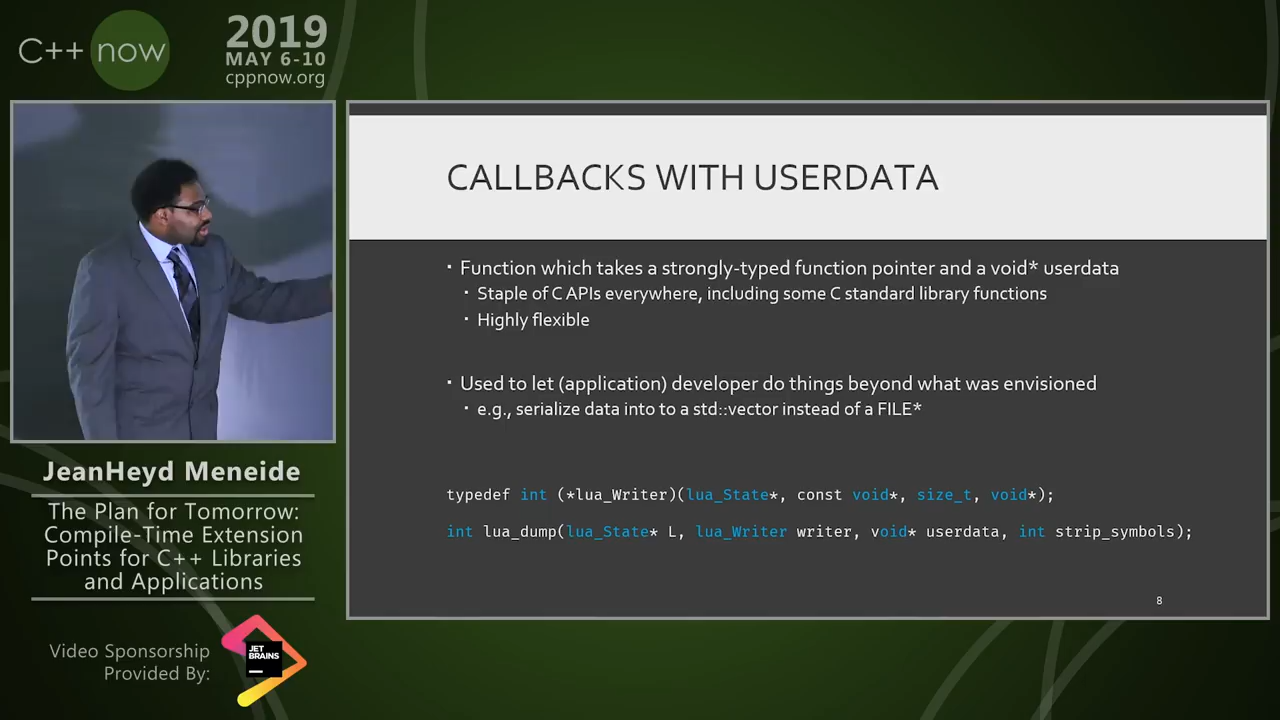 C++ now
2019
MAY 6-10
cppnow.org
CALLBACKS WITH USERDATA
▪ Function which takes a strongly-typed function pointer and a void* userdata
▪ Staple of C APIs everywhere, including some C standard library functions
▪ Highly flexible
▪ Used to let (application) developer do things beyond what was envisioned
▪ e.g., serialize data into to a std::vector instead of a FILE*
typedef int (*lua_Writer)(lua_State*, const void*, size_t, void*);
int lua_dump(lua_State* L, lua_Writer writer, void* userdata, int strip_symbols);
8
JeanHeyd Meneide
The Plan for Tomorrow:
Compile-Time Extension
Points for C++ Libraries
and Applications
Video Sponsorship
Provided By:
JET
BRAINS